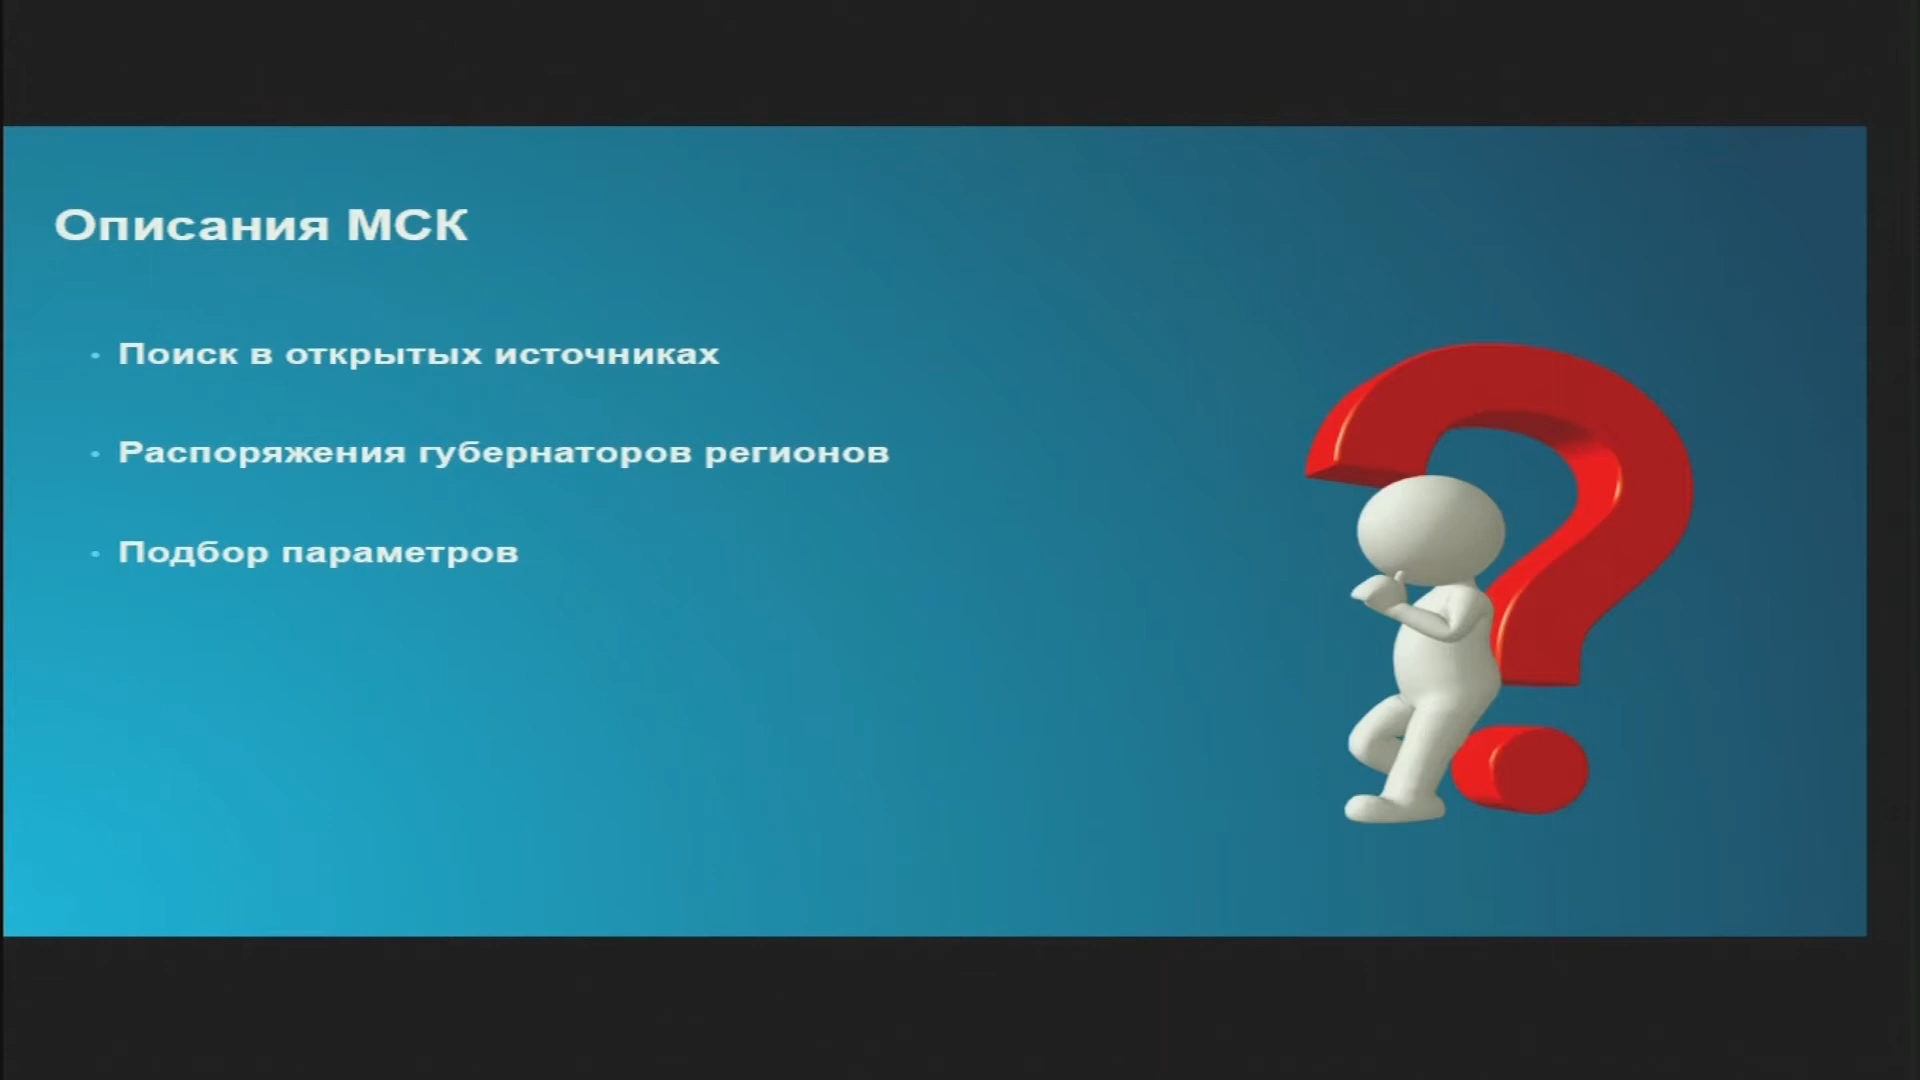 Описания МСК
• Поиск в открытых источниках
• Распоряжения губернаторов регионов
• Подбор параметров